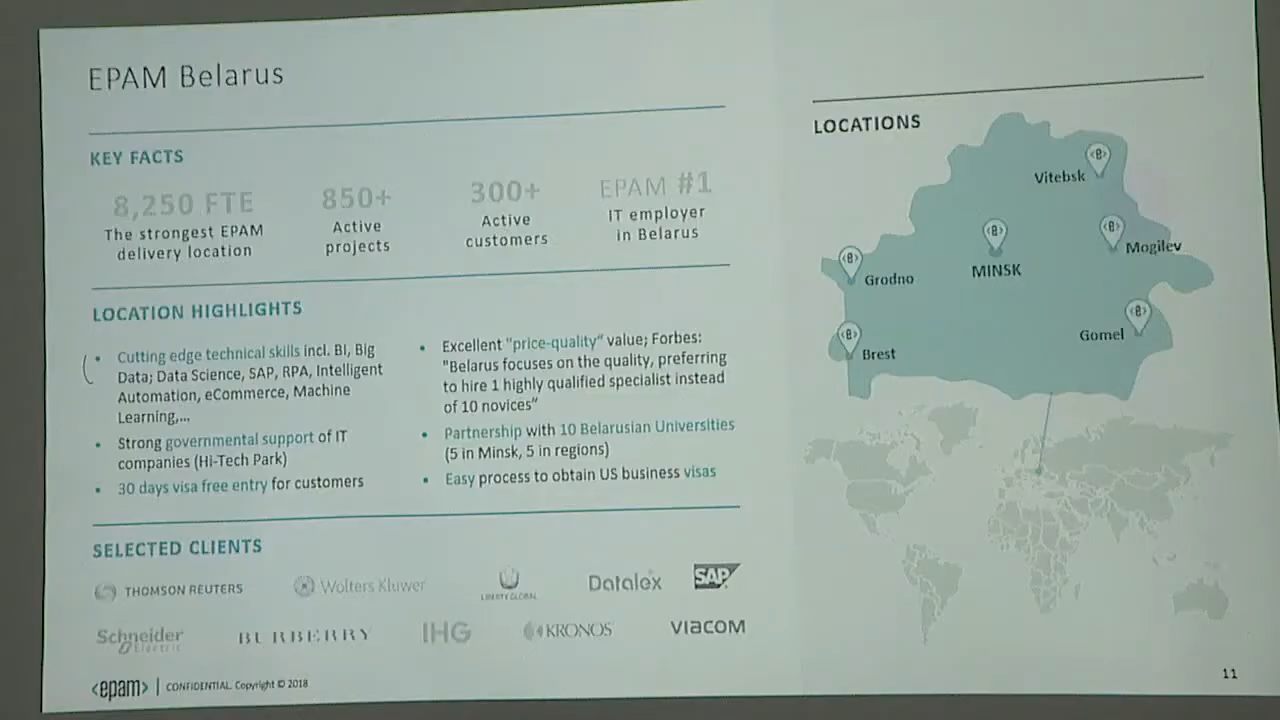 EPAM Belarus
KEY FACTS
8,250 FTE
The strongest EPAM
delivery location
850+
Active
projects
300+
Active
customers
EPAM #1
IT employer
in Belarus
LOCATION HIGHLIGHTS
• Cutting edge technical skills incl. BI, Big
Data; Data Science, SAP, RPA, Intelligent
Automation, eCommerce, Machine
Learning,...
• Strong governmental support of IT
companies (Hi-Tech Park)
• 30 days visa free entry for customers
• Excellent "price-quality" value; Forbes:
"Belarus focuses on the quality, preferring
to hire 1 highly qualified specialist instead
of 10 novices"
• Partnership with 10 Belarusian Universities
(5 in Minsk, 5 in regions)
• Easy process to obtain US business visas
SELECTED CLIENTS
THOMSON REUTERS
Wolters Kluwer
LIBERTY GLOBAL
Datalex
SAP
Schneider
Electric
BURBERRY
IHG
KRONOS
VIACOM
<epam> | CONFIDENTIAL. Copyright © 2018
LOCATIONS
Vitebsk
Mogilev
MINSK
Grodno
Gomel
Brest
11